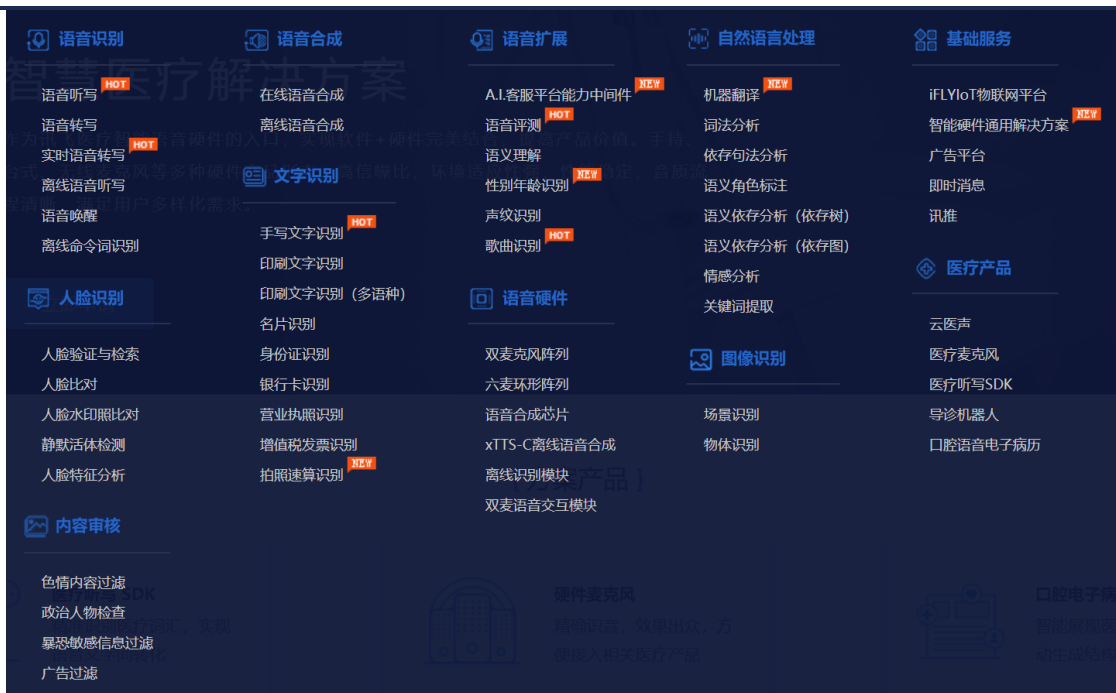 语音识别
语音听写 HOT
语音转写
实时语音转写 HOT
离线语音听写
语音唤醒
离线命令词识别
人脸识别
人脸验证与检索
人脸比对
人脸水印照比对
静默活体检测
人脸特征分析
内容审核
色情内容过滤
政治人物检查
暴恐敏感信息过滤
广告过滤
语音合成
在线语音合成
离线语音合成
文字识别
手写文字识别 HOT
印刷文字识别
印刷文字识别（多语种）
名片识别
身份证识别
银行卡识别
营业执照识别
增值税发票识别
拍照速算识别 NEW
语音扩展
A.I.客服平台能力中间件 NEW
语音评测 HOT
语义理解
性别年龄识别 NEW
声纹识别
歌曲识别 HOT
语音硬件
双麦克风阵列
六麦环形阵列
语音合成芯片
xTTS-C离线语音合成
离线识别模块
双麦语音交互模块
自然语言处理
机器翻译 NEW
词法分析
依存句法分析
语义角色标注
语义依存分析（依存树）
语义依存分析（依存图）
情感分析
关键词提取
图像识别
场景识别
物体识别
基础服务
iFLYIoT物联网平台
智能硬件通用解决方案 NEW
广告平台
即时消息
讯推
医疗产品
云医声
医疗麦克风
医疗听写SDK
导诊机器人
口腔语音电子病历
智慧医疗解决方案
硬件麦克风